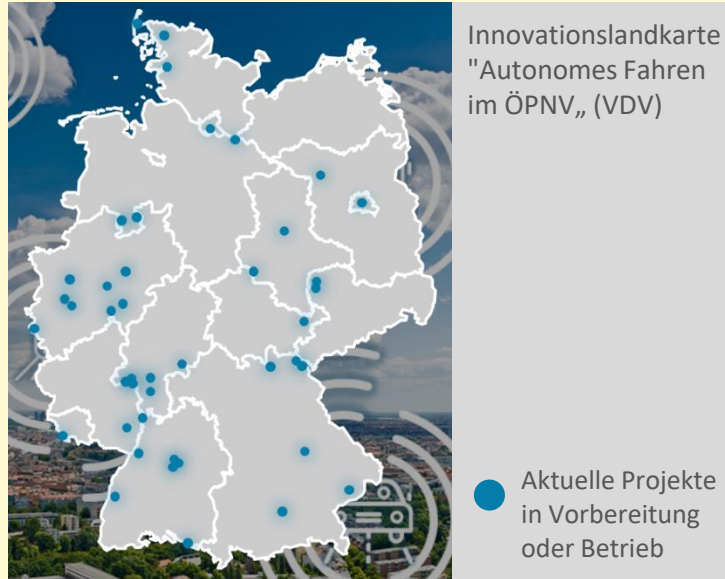 Innovationslandkarte
"Autonomes Fahren
im ÖPNV„ (VDV)
Aktuelle Projekte
in Vorbereitung
oder Betrieb